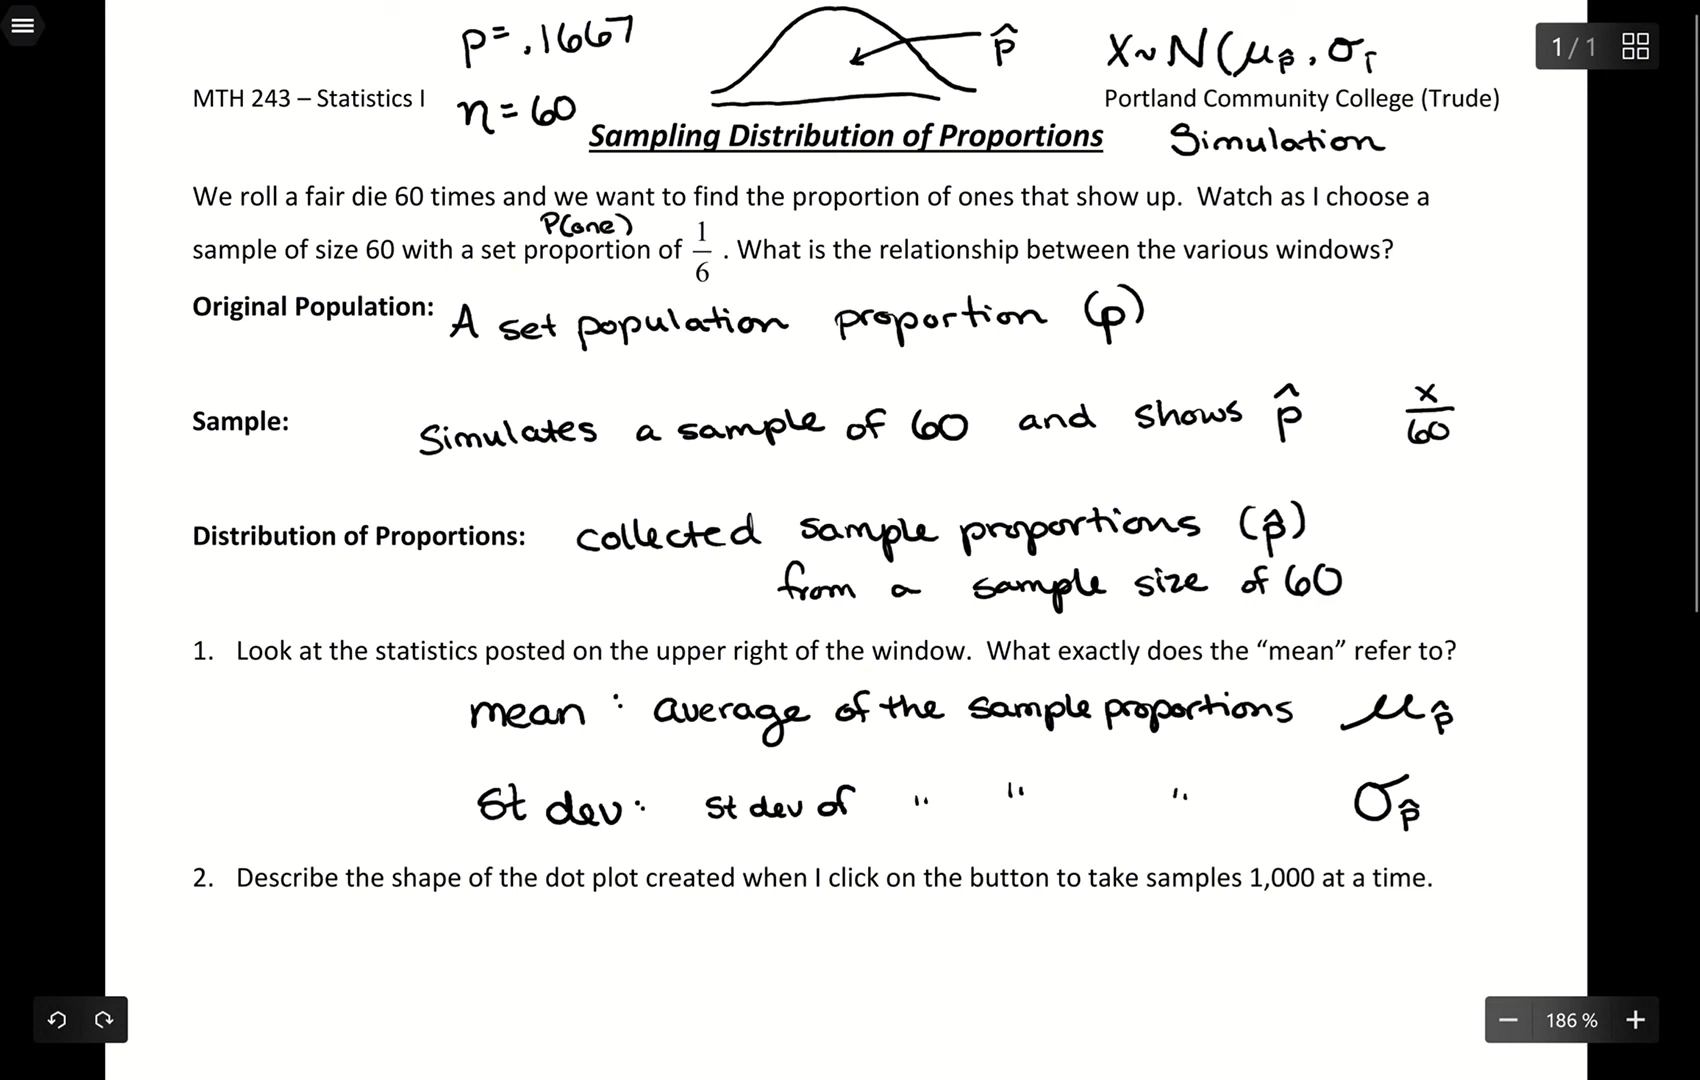 p = .1667
p̂
X ~ N(μp̂, σ
1 / 1
MTH 243 – Statistics I
n = 60
Portland Community College (Trude)
Sampling Distribution of Proportions
Simulation
We roll a fair die 60 times and we want to find the proportion of ones that show up. Watch as I choose a
P(one)
sample of size 60 with a set proportion of 1/6 . What is the relationship between the various windows?
Original Population: A set population proportion (p)
Sample: Simulates a sample of 60 and shows p̂ x/60
Distribution of Proportions: collected sample proportions (p̂)
from a sample size of 60
1. Look at the statistics posted on the upper right of the window. What exactly does the “mean” refer to?
mean : average of the sample proportions μp̂
st dev: st dev of " " " σp̂
2. Describe the shape of the dot plot created when I click on the button to take samples 1,000 at a time.
186 %